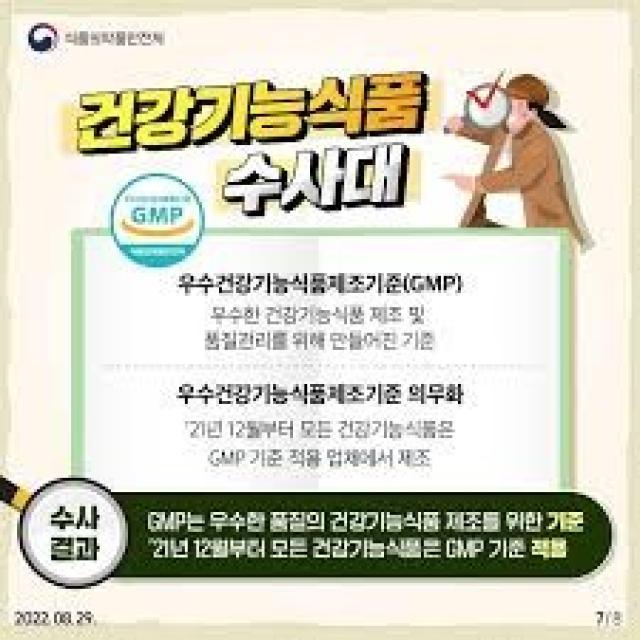 식품의약품안전처
건강기능식품
수사대
GMP
우수건강기능식품제조기준(GMP)
우수한 건강기능식품 제조 및
품질관리를 위해 만들어진 기준
우수건강기능식품제조기준 의무화
'21년 12월부터 모든 건강기능식품은
GMP 기준 적용 업체에서 제조
수사
결과
GMP는 우수한 품질의 건강기능식품 제조를 위한 기준
'21년 12월부터 모든 건강기능식품은 GMP 기준 적용
2022. 08. 29.
7/8